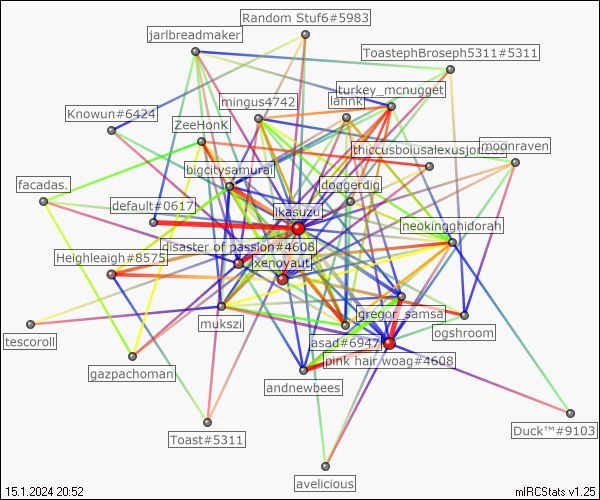 Random Stuf6#5983
jarlbreadmaker
ToastephBroseph5311#5311
turkey_mcnugget
mingus4742
lahnk
Knowun#6424
ZeeHonk
moonraven
bigcitysamurai
doggerdig
facadas.
default#0617
ikasuzu
neokingghidorah
disaster of passion#4608
Heighleaigh#8575
xenoyaut
mukszi
gregor_samsa
ogshroom
tescoroll
asad#6947
pink hair woag#4608
gazpachoman
andnewbees
Toast#5311
Duck™#9103
avelicious
15.1.2024 20:52
mIRCStats v1.25